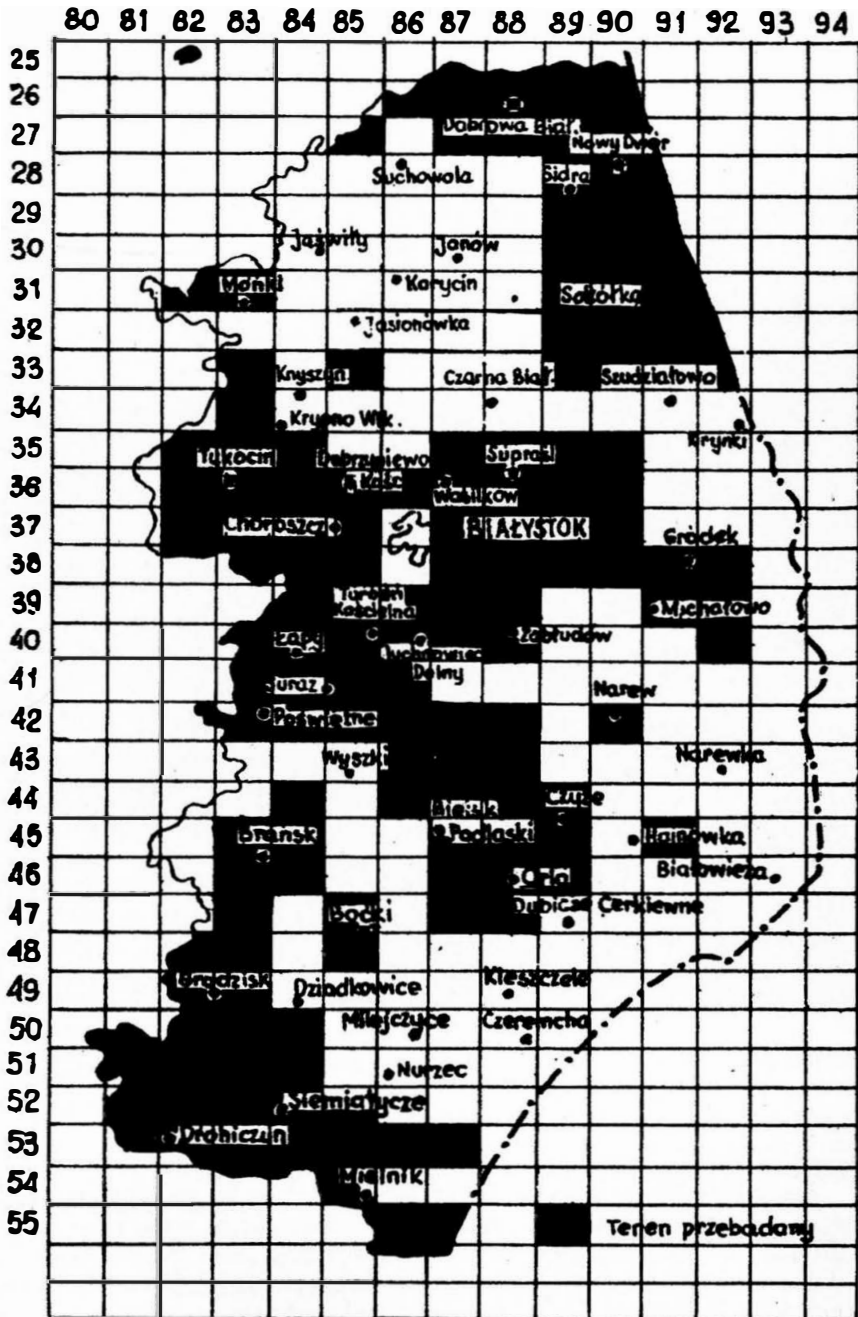 80 81 82 83 84 85 86 87 88 89 90 91 92 93 94
25
26
Dąbrowa Biał.
27
Nowy Dwór
28
Suchowola
Sidra
29
30
Jaświły
Janów
31
Mońki
Korycin
Sokółka
32
Jasionówka
33
Knyszyn
Czarna Biał.
Szudziałowo
34
Krypno Wlk.
Krynki
35
Tykocin
Dobrzyniewo
Supraśl
36
Kość.
Wasilków
37
Choroszcz
BIAŁYSTOK
Gródek
38
Turośń
39
Kościelna
Michałowo
40
Łapy
Zabłudów
Juchnowiec
Dolny
41
Suraż
Narew
42
Poświętne
43
Wyszki
Narewka
44
Bielsk
Czyże
45
Brańsk
Podlaski
Hajnówka
46
Orla
Białowieża
47
Boćki
Dubicze Cerkiewne
48
49
Grodzisk
Dziadkowice
Kleszczele
50
Milejczyce
Czeremcha
51
Nurzec
52
Siemiatycze
53
Drohiczyn
54
Mielnik
55
Teren przebadany